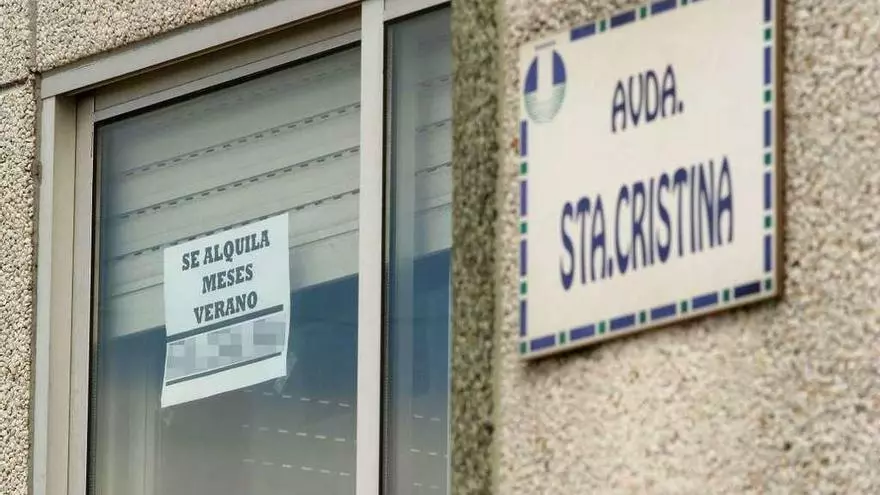 SE ALQUILA
MESES
VERANO
AVDA.
STA.CRISTINA